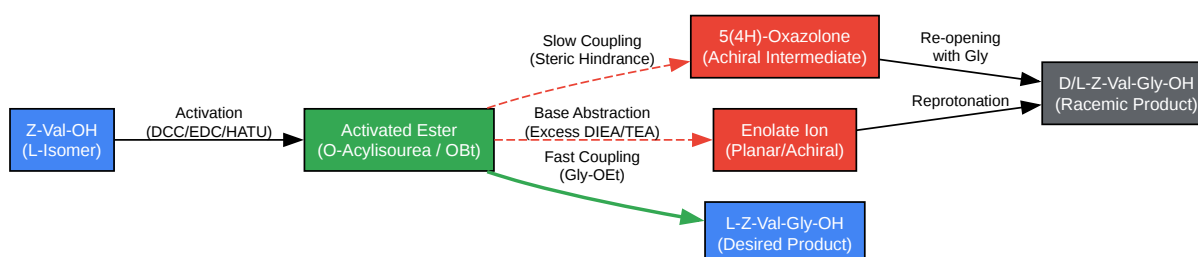 Z-Val-OH
(L-Isomer)
Activation
(DCC/EDC/HATU)
Activated Ester
(O-Acylisourea / OBt)
Slow Coupling
(Steric Hindrance)
Base Abstraction
(Excess DIEA/TEA)
Fast Coupling
(Gly-OEt)
5(4H)-Oxazolone
(Achiral Intermediate)
Enolate Ion
(Planar/Achiral)
L-Z-Val-Gly-OH
(Desired Product)
Re-opening
with Gly
Reprotonation
D/L-Z-Val-Gly-OH
(Racemic Product)